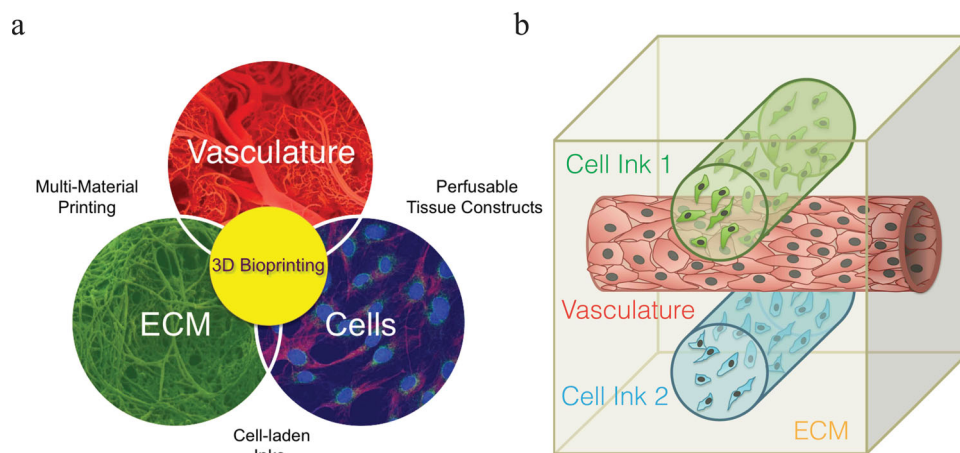 a
Vasculature
Multi-Material
Printing
Perfusable
Tissue Constructs
3D Bioprinting
ECM
Cells
Cell-laden
b
Cell Ink 1
Vasculature
Cell Ink 2
ECM